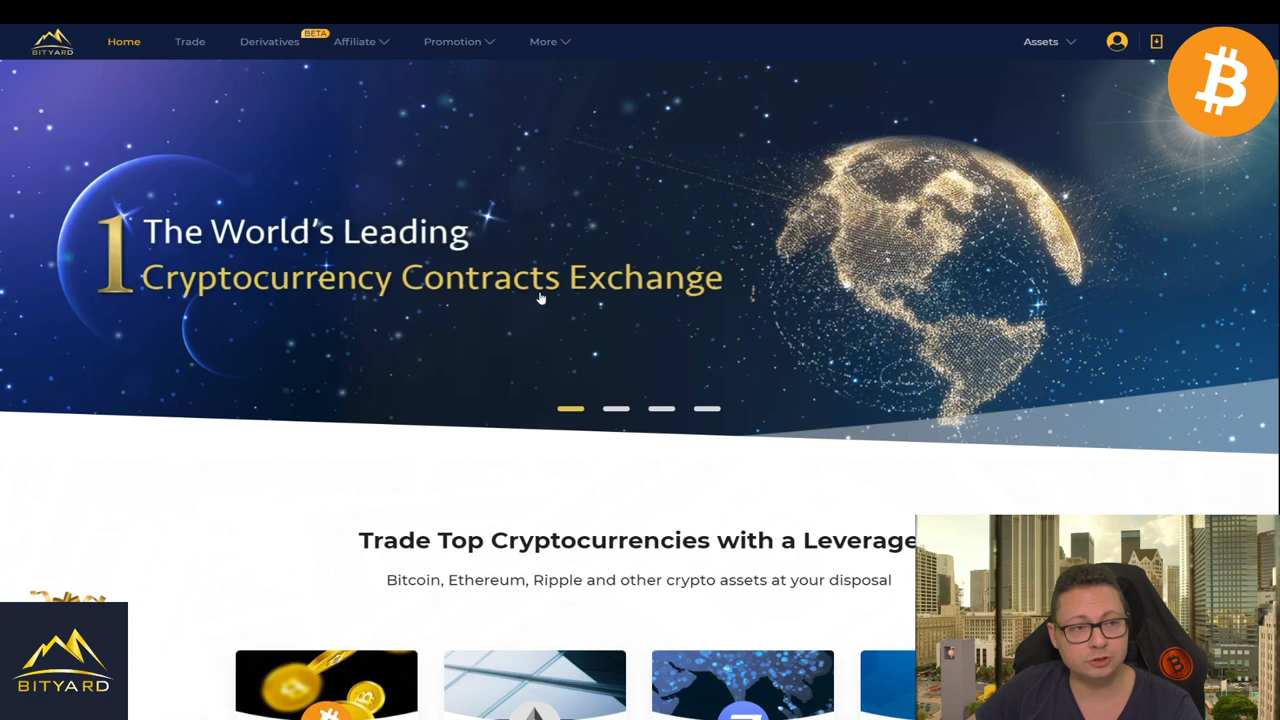 BITYARD
Home
Trade
Derivatives
BETA
Affiliate
Promotion
More
Assets
1
The World's Leading
Cryptocurrency Contracts Exchange
Trade Top Cryptocurrencies with a Leverage
Bitcoin, Ethereum, Ripple and other crypto assets at your disposal
BITYARD